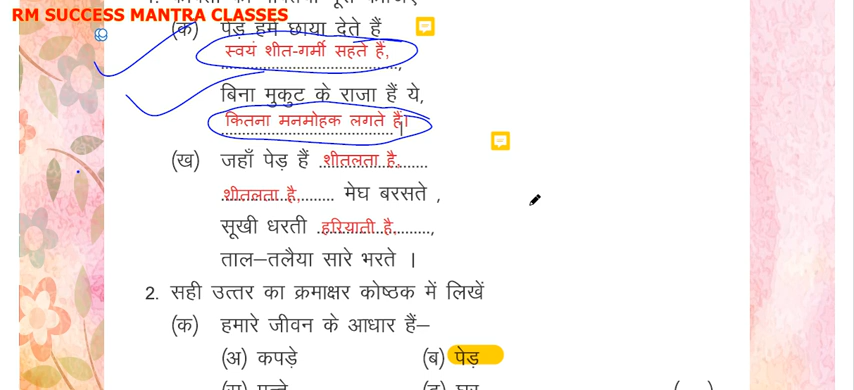 RM SUCCESS MANTRA CLASSES
(क) पेड़ हमें छाया देते हैं
स्वयं शीत-गर्मी सहते हैं,
बिना मुकुट के राजा हैं ये,
कितना मनमोहक लगते हैं।
(ख) जहाँ पेड़ हैं शीतलता है,
शीतलता है, मेघ बरसते ,
सूखी धरती हरियाती है,
ताल–तलैया सारे भरते ।
2. सही उत्तर का क्रमाक्षर कोष्ठक में लिखें
(क) हमारे जीवन के आधार हैं–
(अ) कपड़े (ब) पेड़